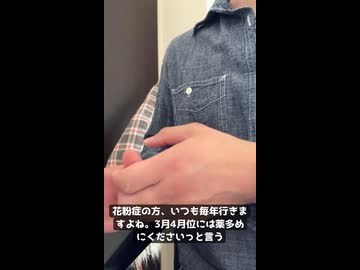 花粉症の方、いつも毎年行きま
すよね。3月4月位には薬多め
にくださいっと言う